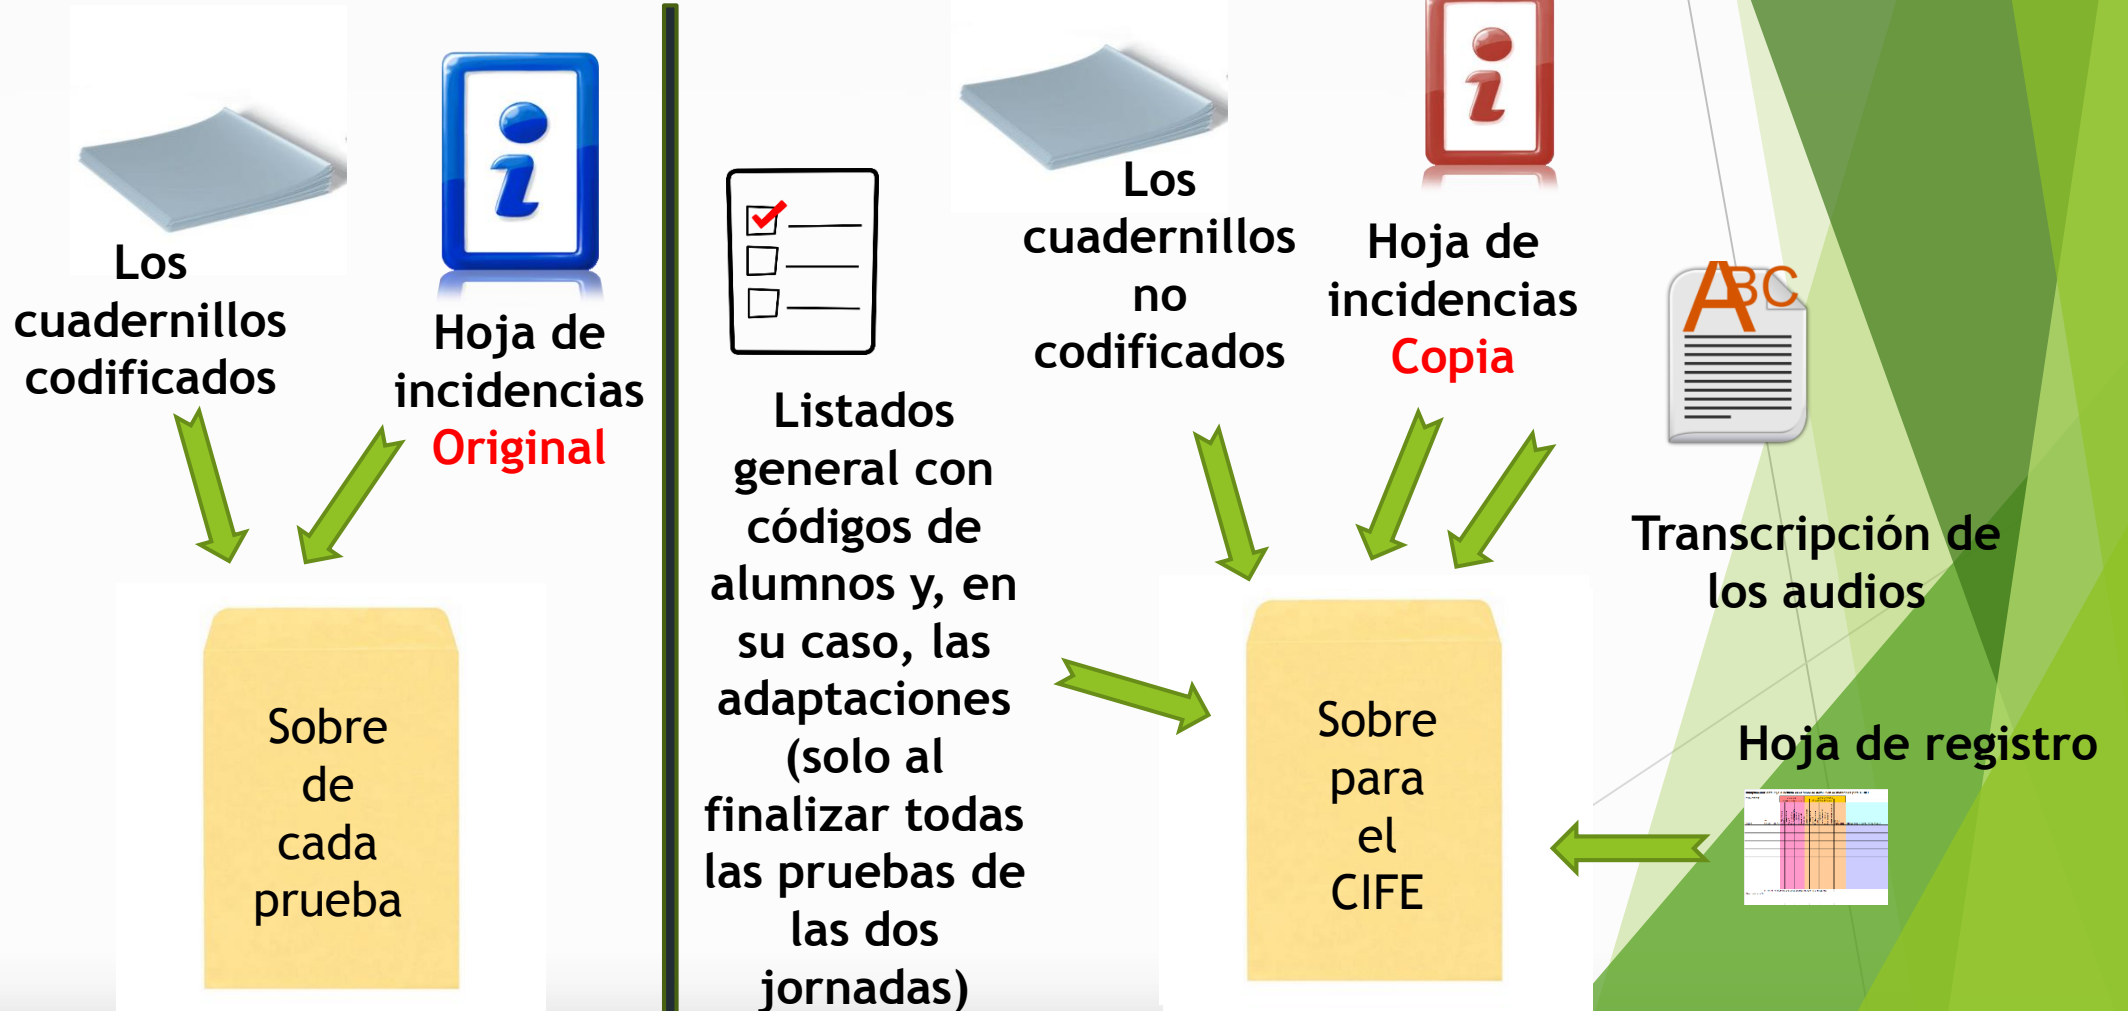 Los
cuadernillos
codificados
Hoja de
incidencias
Original
Sobre
de
cada
prueba
Listados
general con
códigos de
alumnos y, en
su caso, las
adaptaciones
(solo al
finalizar todas
las pruebas de
las dos
jornadas)
Los
cuadernillos
no
codificados
Hoja de
incidencias
Copia
ABC
Transcripción de
los audios
Hoja de registro
Sobre
para
el
CIFE